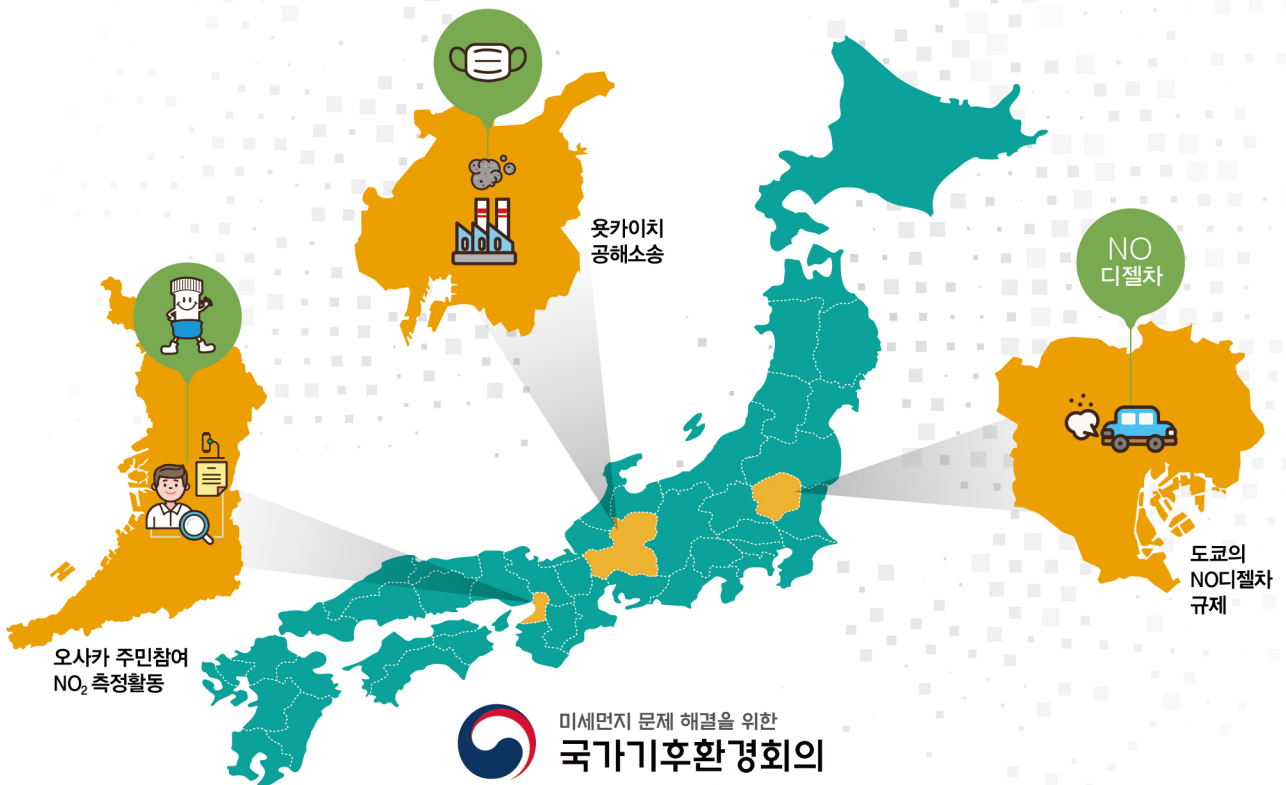 욧카이치
공해소송
NO
디젤차
도쿄의
NO디젤차
규제
오사카 주민참여
NO₂ 측정활동
미세먼지 문제 해결을 위한
국가기후환경회의